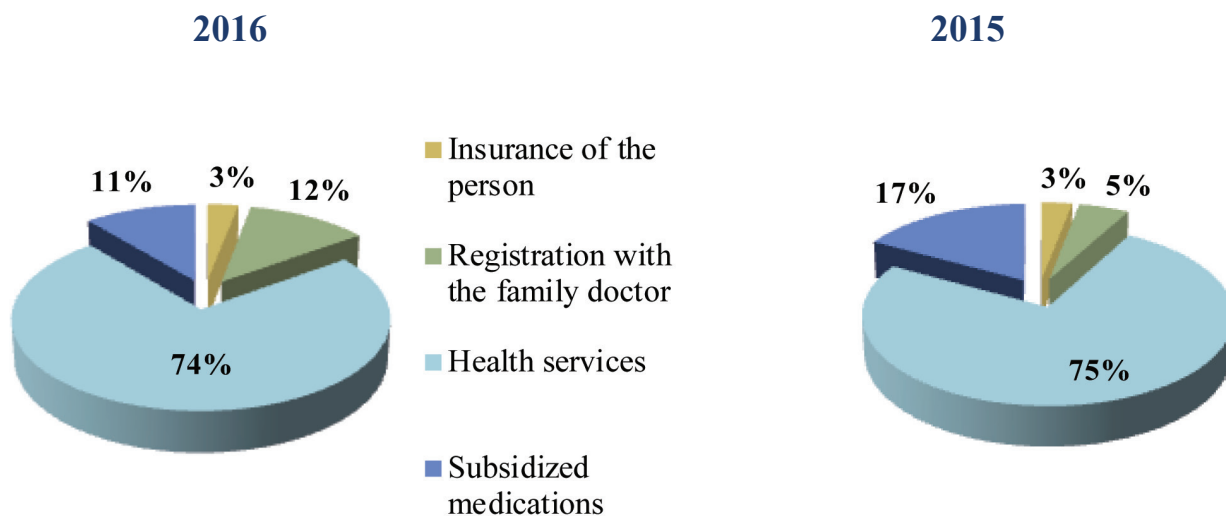 2016
2015
11%
3%
12%
74%
Insurance of the
person
Registration with
the family doctor
Health services
Subsidized
medications
17%
3%
5%
75%